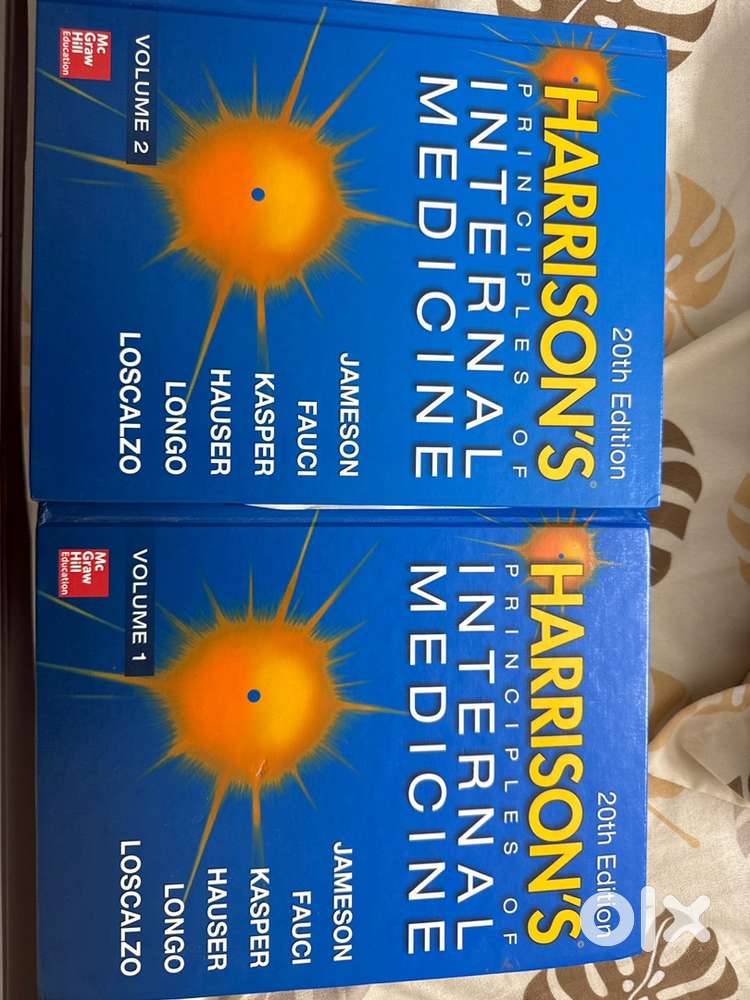 20th Edition
HARRISON'S
PRINCIPLES OF
INTERNAL
MEDICINE
JAMESON
FAUCI
KASPER
HAUSER
LONGO
LOSCALZO
VOLUME 2
Mc
Graw
Hill
Education
20th Edition
HARRISON'S
PRINCIPLES OF
INTERNAL
MEDICINE
JAMESON
FAUCI
KASPER
HAUSER
LONGO
LOSCALZO
VOLUME 1
Mc
Graw
Hill
Education
olx